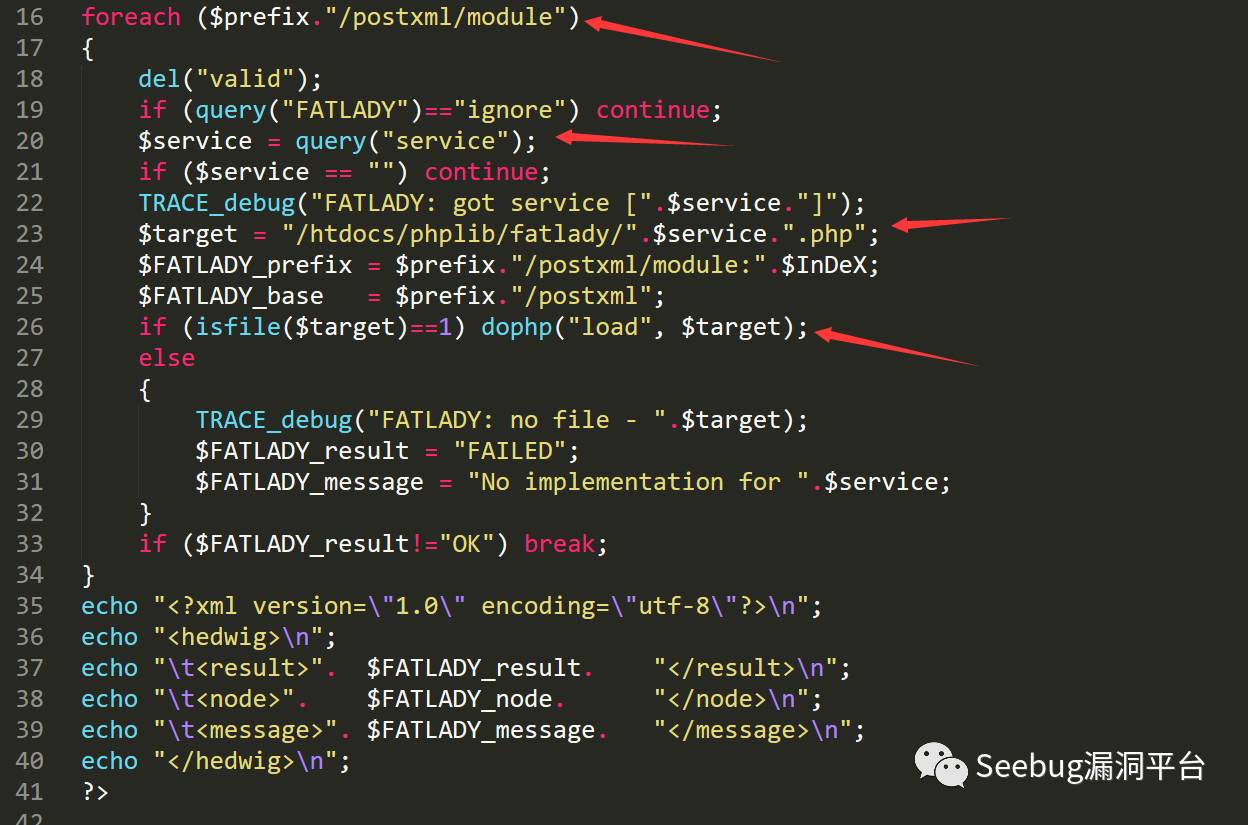 16 foreach ($prefix."/postxml/module")
17 {
18     del("valid");
19     if (query("FATLADY")=="ignore") continue;
20     $service = query("service");
21     if ($service == "") continue;
22     TRACE_debug("FATLADY: got service [".$service."]");
23     $target = "/htdocs/phplib/fatlady/".$service.".php";
24     $FATLADY_prefix = $prefix."/postxml/module:".$InDeX;
25     $FATLADY_base   = $prefix."/postxml";
26     if (isfile($target)==1) dophp("load", $target);
27     else
28     {
29         TRACE_debug("FATLADY: no file - ".$target);
30         $FATLADY_result = "FAILED";
31         $FATLADY_message = "No implementation for ".$service;
32     }
33     if ($FATLADY_result!="OK") break;
34 }
35 echo "<?xml version=\"1.0\" encoding=\"utf-8\"?>\n";
36 echo "<hedwig>\n";
37 echo "\t<result>".  $FATLADY_result.    "</result>\n";
38 echo "\t<node>".    $FATLADY_node.      "</node>\n";
39 echo "\t<message>". $FATLADY_message.   "</message>\n";
40 echo "</hedwig>\n";
41 ?>
42
Seebug漏洞平台